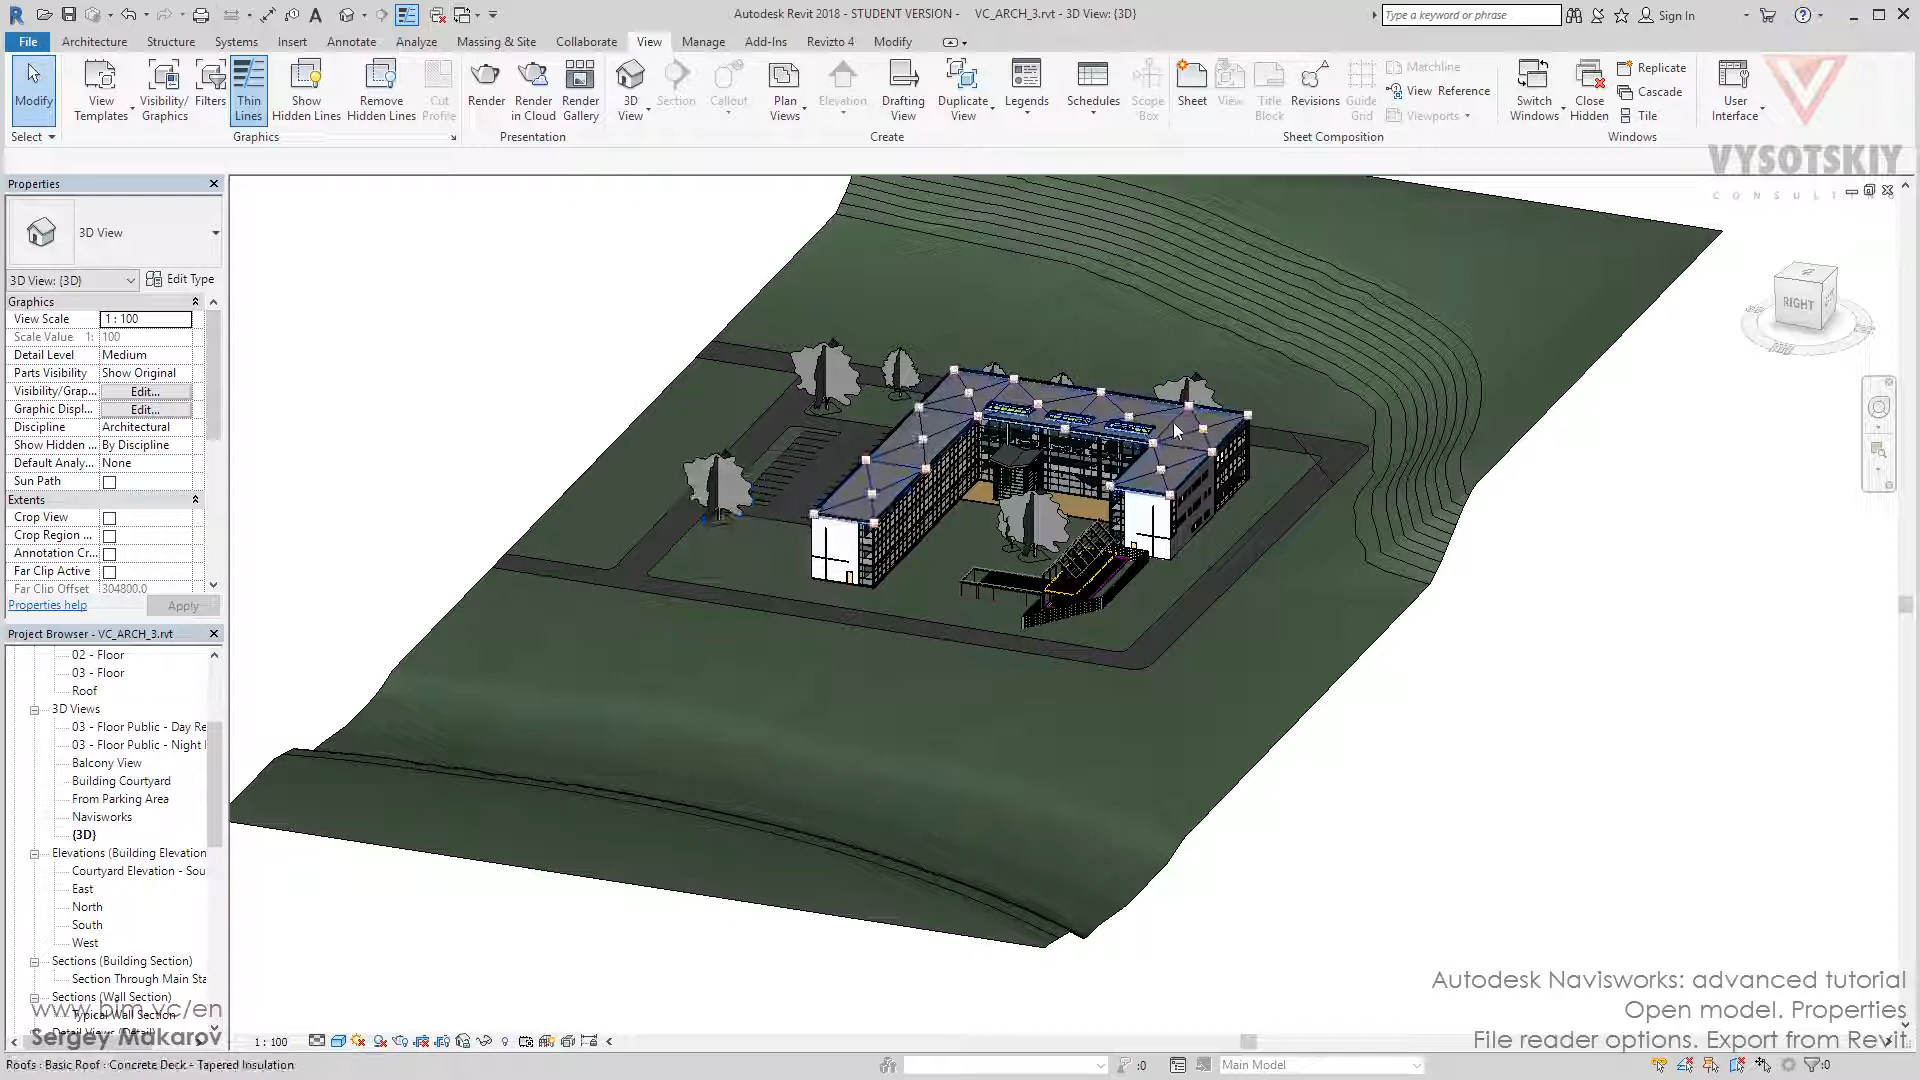 Autodesk Revit 2018 - STUDENT VERSION - VC_ARCH_3.rvt - 3D View: {3D}
Type a keyword or phrase
Sign In
File Architecture Structure Systems Insert Annotate Analyze Massing & Site Collaborate View Manage Add-Ins Revizto 4 Modify
Modify
View Templates
Visibility/ Graphics
Filters
Thin Lines
Show Hidden Lines
Remove Hidden Lines
Cut Profile
Render
Render in Cloud
Render Gallery
3D View
Section
Callout
Plan Views
Elevation
Drafting View
Duplicate View
Legends
Schedules
Scope Box
Sheet
View
Title Block
Revisions
Guide Grid
Matchline
View Reference
Viewports
Switch Windows
Close Hidden
Replicate
Cascade
Tile
User Interface
Select
Graphics
Presentation
Create
Sheet Composition
Windows
VYSOTSKIY
CONSULTING
Properties
3D View
3D View: {3D}
Edit Type
Graphics
View Scale 1 : 100
Scale Value 1: 100
Detail Level Medium
Parts Visibility Show Original
Visibility/Grap... Edit...
Graphic Displ... Edit...
Discipline Architectural
Show Hidden ... By Discipline
Default Analy... None
Sun Path
Extents
Crop View
Crop Region ...
Annotation Cr...
Far Clip Active
Far Clip Offset 304800.0
Properties help
Apply
Project Browser - VC_ARCH_3.rvt
02 - Floor
03 - Floor
Roof
3D Views
03 - Floor Public - Day Re
03 - Floor Public - Night
Balcony View
Building Courtyard
From Parking Area
Navisworks
{3D}
Elevations (Building Elevation
Courtyard Elevation - Sou
East
North
South
West
Sections (Building Section)
Section Through Main Sta
Sections (Wall Section)
Typical Wall Section
Detail Views (Detail)
www.bim.vc/en
Sergey Makarov
RIGHT
Autodesk Navisworks: advanced tutorial
Open model. Properties
File reader options. Export from Revit
1 : 100
Roofs : Basic Roof : Concrete Deck - Tapered Insulation
:0
Main Model
:0